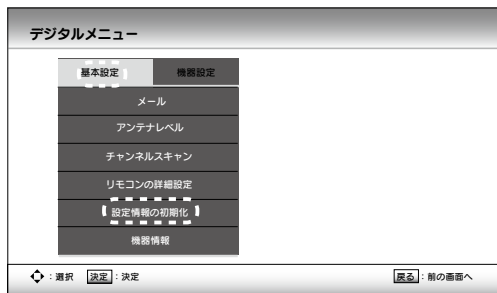 デジタルメニュー
基本設定 機器設定
メール
アンテナレベル
チャンネルスキャン
リモコンの詳細設定
設定情報の初期化
機器情報
：選択 決定：決定 戻る：前の画面へ